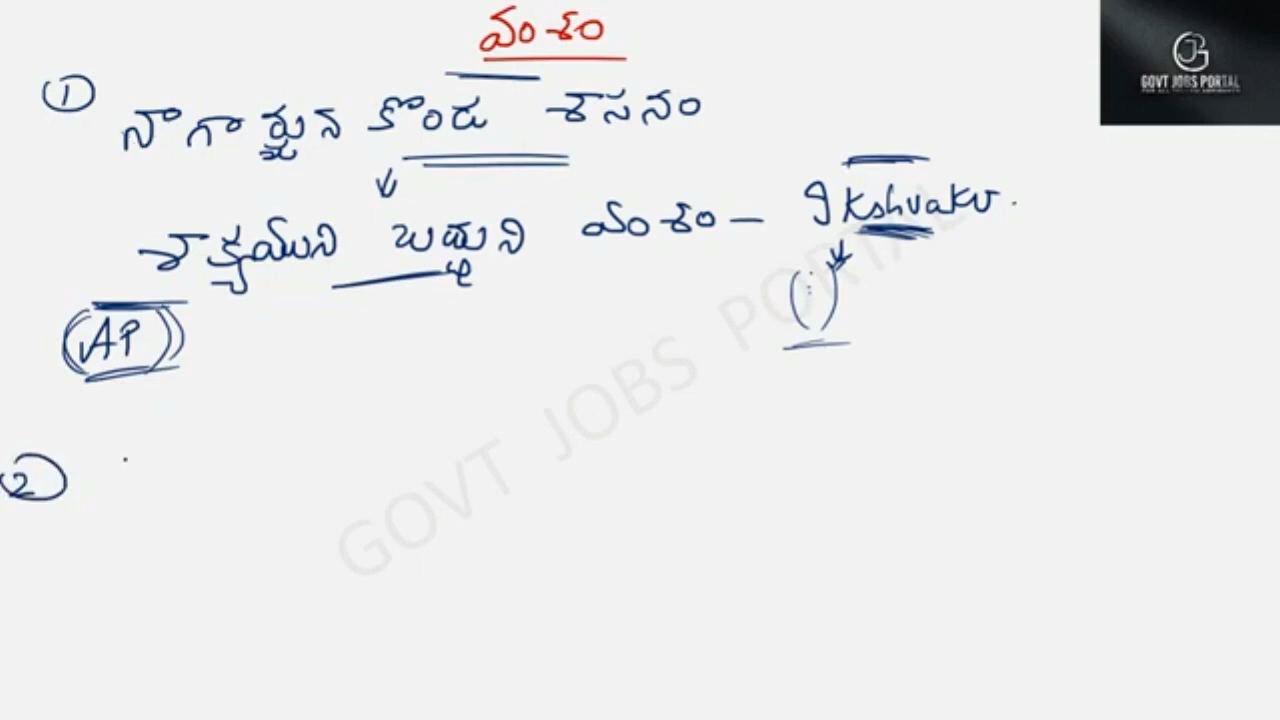 వంశం
① నాగార్జున కొండ శాసనం
శాక్యముని బుద్ధుని వంశం - Ikshvaku.
(AP)
②
GOVT JOBS PORTAL
GOVT JOBS PORTAL